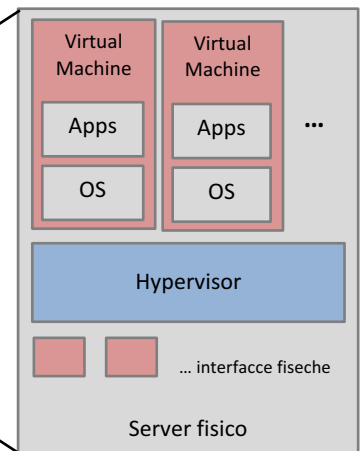 Virtual
Machine
Apps
OS
Virtual
Machine
Apps
OS
...
Hypervisor
... interfacce fiseche
Server fisico